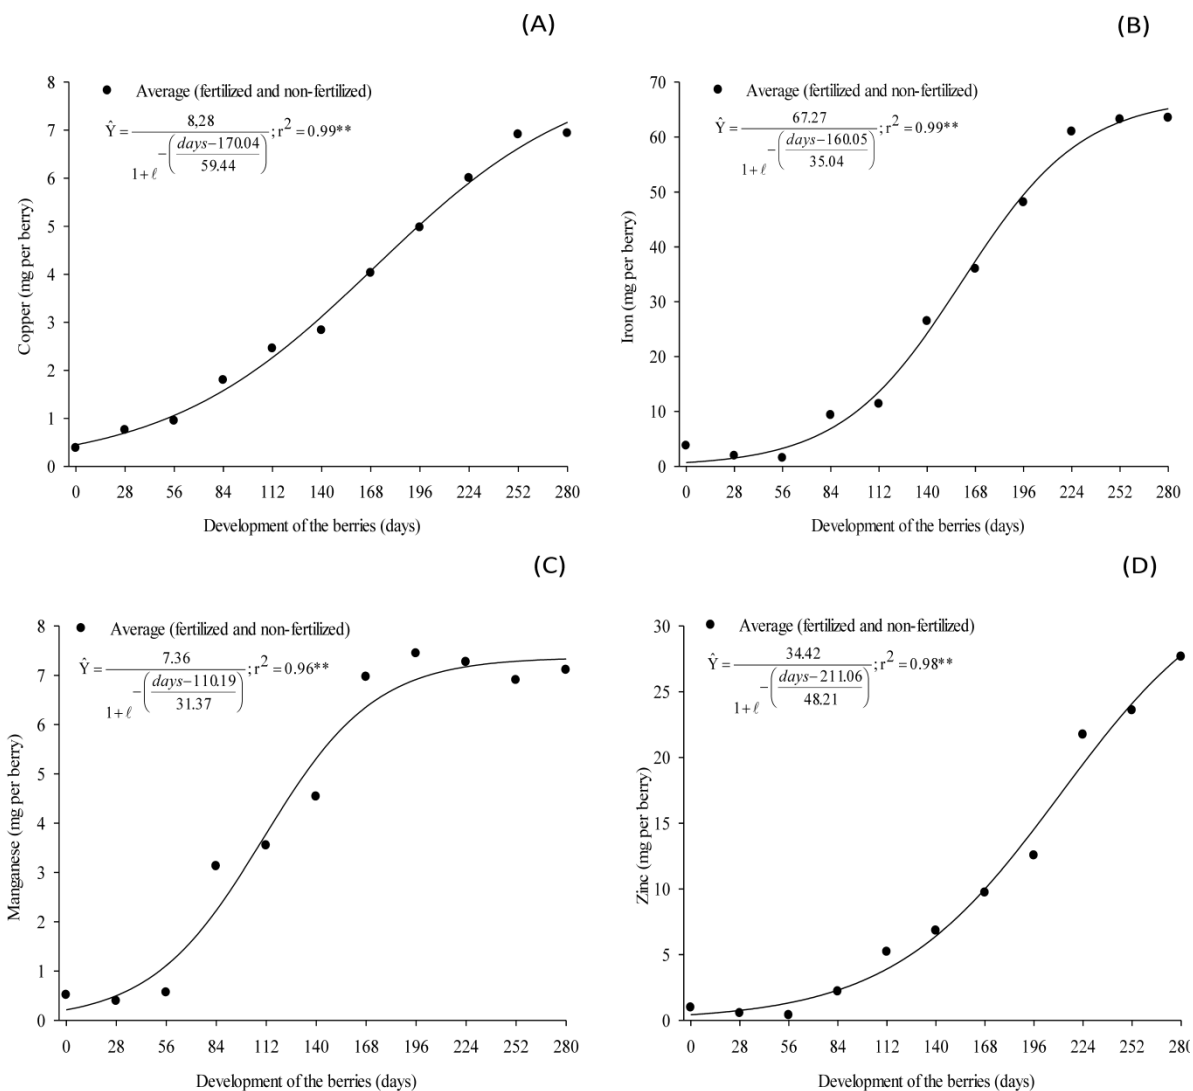 (A)
8
7
6
5
4
3
2
1
0
Copper (mg per berry)
● Average (fertilized and non-fertilized)
Ŷ = 8,28 / 1+ℓ^-((days−170.04)/59.44) ; r² = 0.99**
0 28 56 84 112 140 168 196 224 252 280
Development of the berries (days)
(B)
70
60
50
40
30
20
10
0
Iron (mg per berry)
● Average (fertilized and non-fertilized)
Ŷ = 67.27 / 1+ℓ^-((days−160.05)/35.04) ; r² = 0.99**
0 28 56 84 112 140 168 196 224 252 280
Development of the berries (days)
(C)
8
7
6
5
4
3
2
1
0
Manganese (mg per berry)
● Average (fertilized and non-fertilized)
Ŷ = 7.36 / 1+ℓ^-((days−110.19)/31.37) ; r² = 0.96**
0 28 56 84 112 140 168 196 224 252 280
Development of the berries (days)
(D)
30
25
20
15
10
5
0
Zinc (mg per berry)
● Average (fertilized and non-fertilized)
Ŷ = 34.42 / 1+ℓ^-((days−211.06)/48.21) ; r² = 0.98**
0 28 56 84 112 140 168 196 224 252 280
Development of the berries (days)